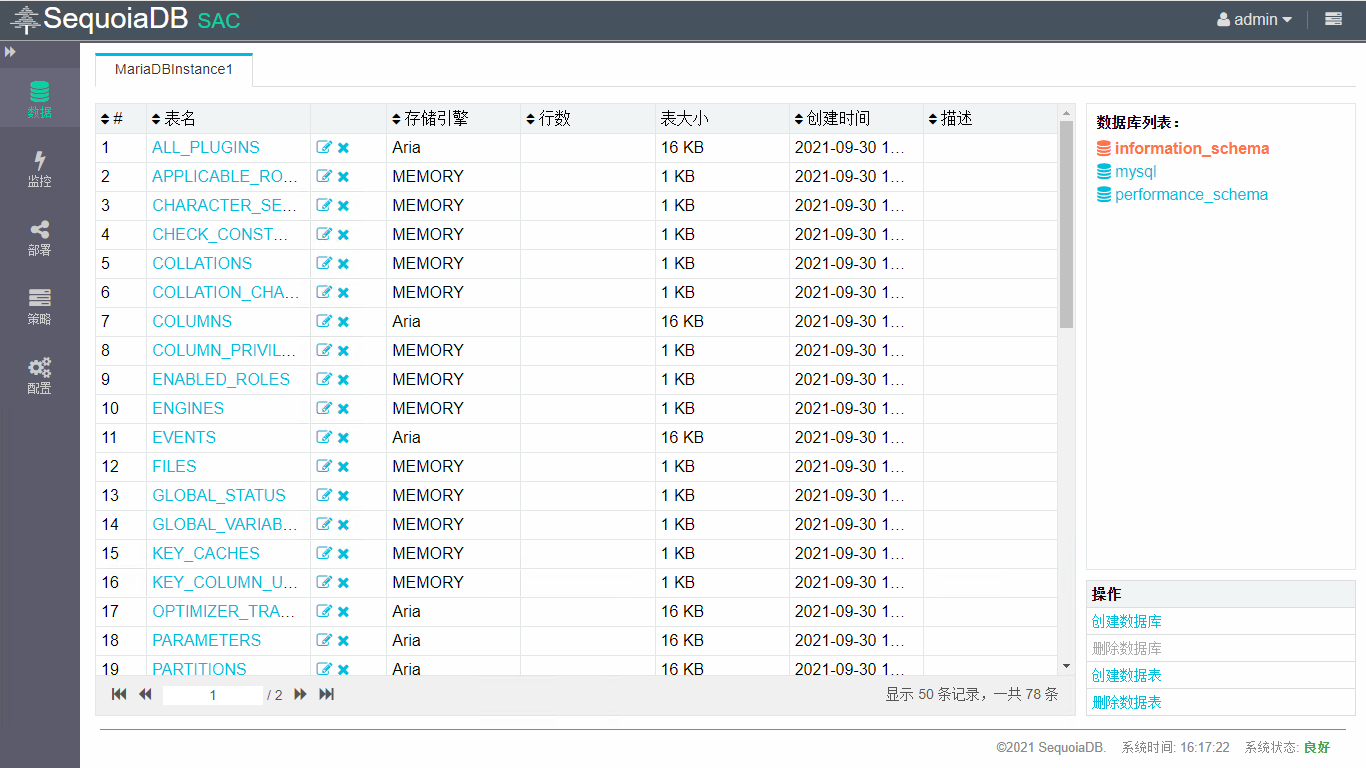 SequoiaDB SAC
admin
MariaDBInstance1
数据
监控
部署
策略
配置
# 表名 存储引擎 行数 表大小 创建时间 描述
1 ALL_PLUGINS Aria 16 KB 2021-09-30 1...
2 APPLICABLE_RO... MEMORY 1 KB 2021-09-30 1...
3 CHARACTER_SE... MEMORY 1 KB 2021-09-30 1...
4 CHECK_CONST... MEMORY 1 KB 2021-09-30 1...
5 COLLATIONS MEMORY 1 KB 2021-09-30 1...
6 COLLATION_CHA... MEMORY 1 KB 2021-09-30 1...
7 COLUMNS Aria 16 KB 2021-09-30 1...
8 COLUMN_PRIVIL... MEMORY 1 KB 2021-09-30 1...
9 ENABLED_ROLES MEMORY 1 KB 2021-09-30 1...
10 ENGINES MEMORY 1 KB 2021-09-30 1...
11 EVENTS Aria 16 KB 2021-09-30 1...
12 FILES MEMORY 1 KB 2021-09-30 1...
13 GLOBAL_STATUS MEMORY 1 KB 2021-09-30 1...
14 GLOBAL_VARIAB... MEMORY 1 KB 2021-09-30 1...
15 KEY_CACHES MEMORY 1 KB 2021-09-30 1...
16 KEY_COLUMN_U... MEMORY 1 KB 2021-09-30 1...
17 OPTIMIZER_TRA... Aria 16 KB 2021-09-30 1...
18 PARAMETERS Aria 16 KB 2021-09-30 1...
19 PARTITIONS Aria 16 KB 2021-09-30 1...
1 / 2 显示 50 条记录，一共 78 条
数据库列表：
information_schema
mysql
performance_schema
操作
创建数据库
删除数据库
创建数据表
删除数据表
©2021 SequoiaDB. 系统时间: 16:17:22 系统状态: 良好